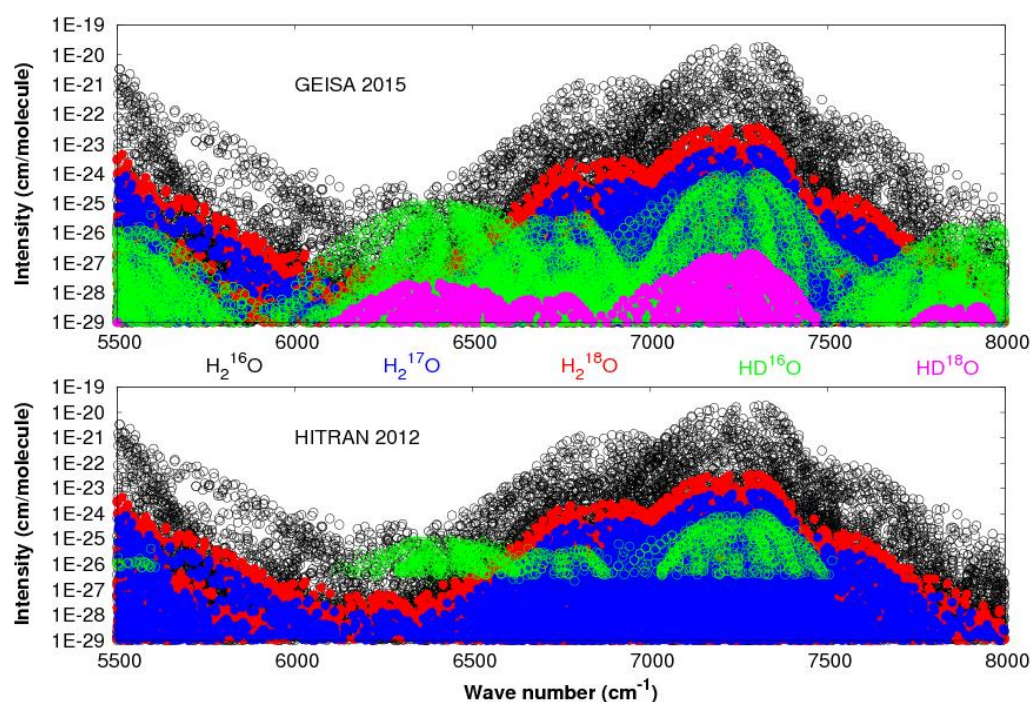 1E-19
1E-20
1E-21
1E-22
1E-23
1E-24
1E-25
1E-26
1E-27
1E-28
1E-29
Intensity (cm/molecule)
GEISA 2015
5500 6000 6500 7000 7500 8000
H₂¹⁶O H₂¹⁷O H₂¹⁸O HD¹⁶O HD¹⁸O
1E-19
1E-20
1E-21
1E-22
1E-23
1E-24
1E-25
1E-26
1E-27
1E-28
1E-29
Intensity (cm/molecule)
HITRAN 2012
5500 6000 6500 7000 7500 8000
Wave number (cm⁻¹)